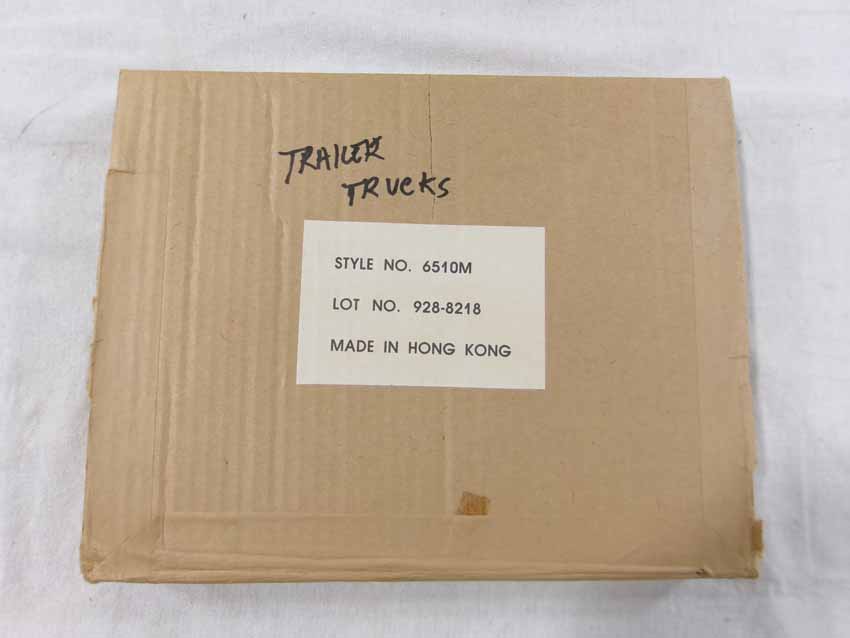 TRAILER
TRUCKS
STYLE NO. 6510M
LOT NO. 928-8218
MADE IN HONG KONG